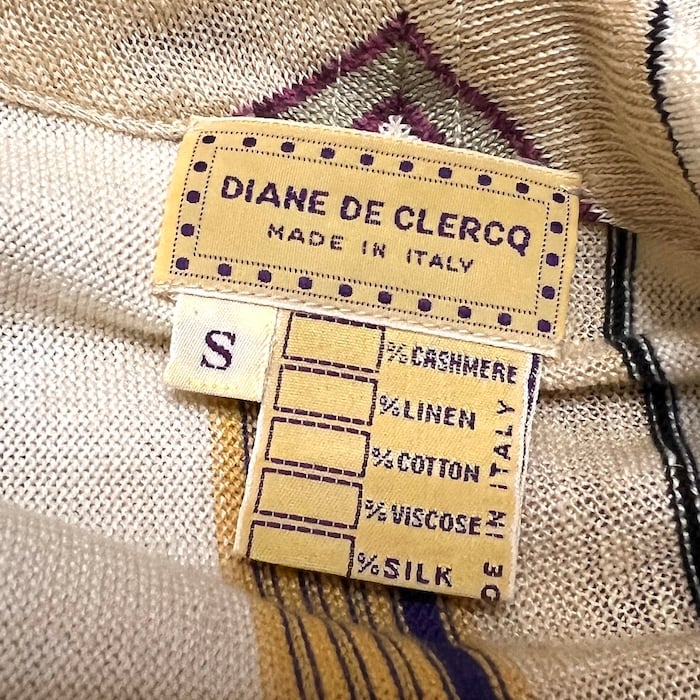 DIANE DE CLERCQ
MADE IN ITALY
S
% CASHMERE
% LINEN
% COTTON
% VISCOSE
% SILK
DE IN ITALY